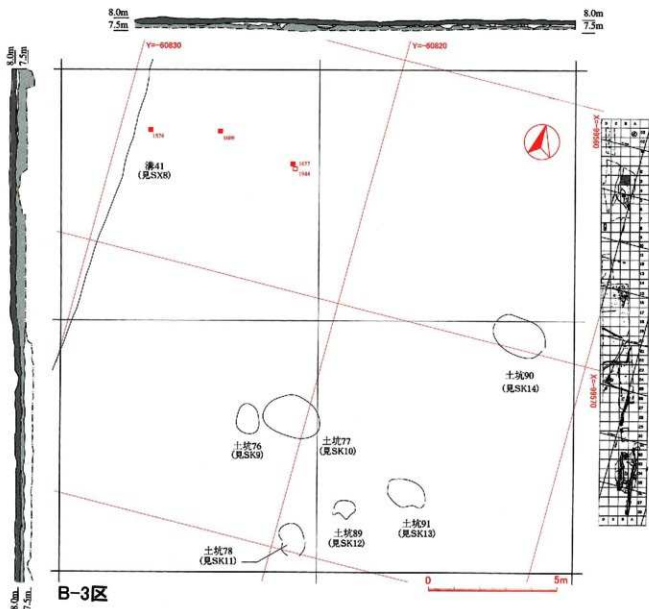 8.0m
7.5m
8.0m
7.5m
8.0m
7.5m
Y=-60830
Y=-60820
X=-99560
1600
溝41
(見SX8)
土坑90
(見SK14)
X=-99570
土坑76
(見SK9)
土坑77
(見SK10)
土坑89
(見SK12)
土坑91
(見SK13)
土坑78
(見SK11)
B-3区
0
5m
8.0m
7.5m